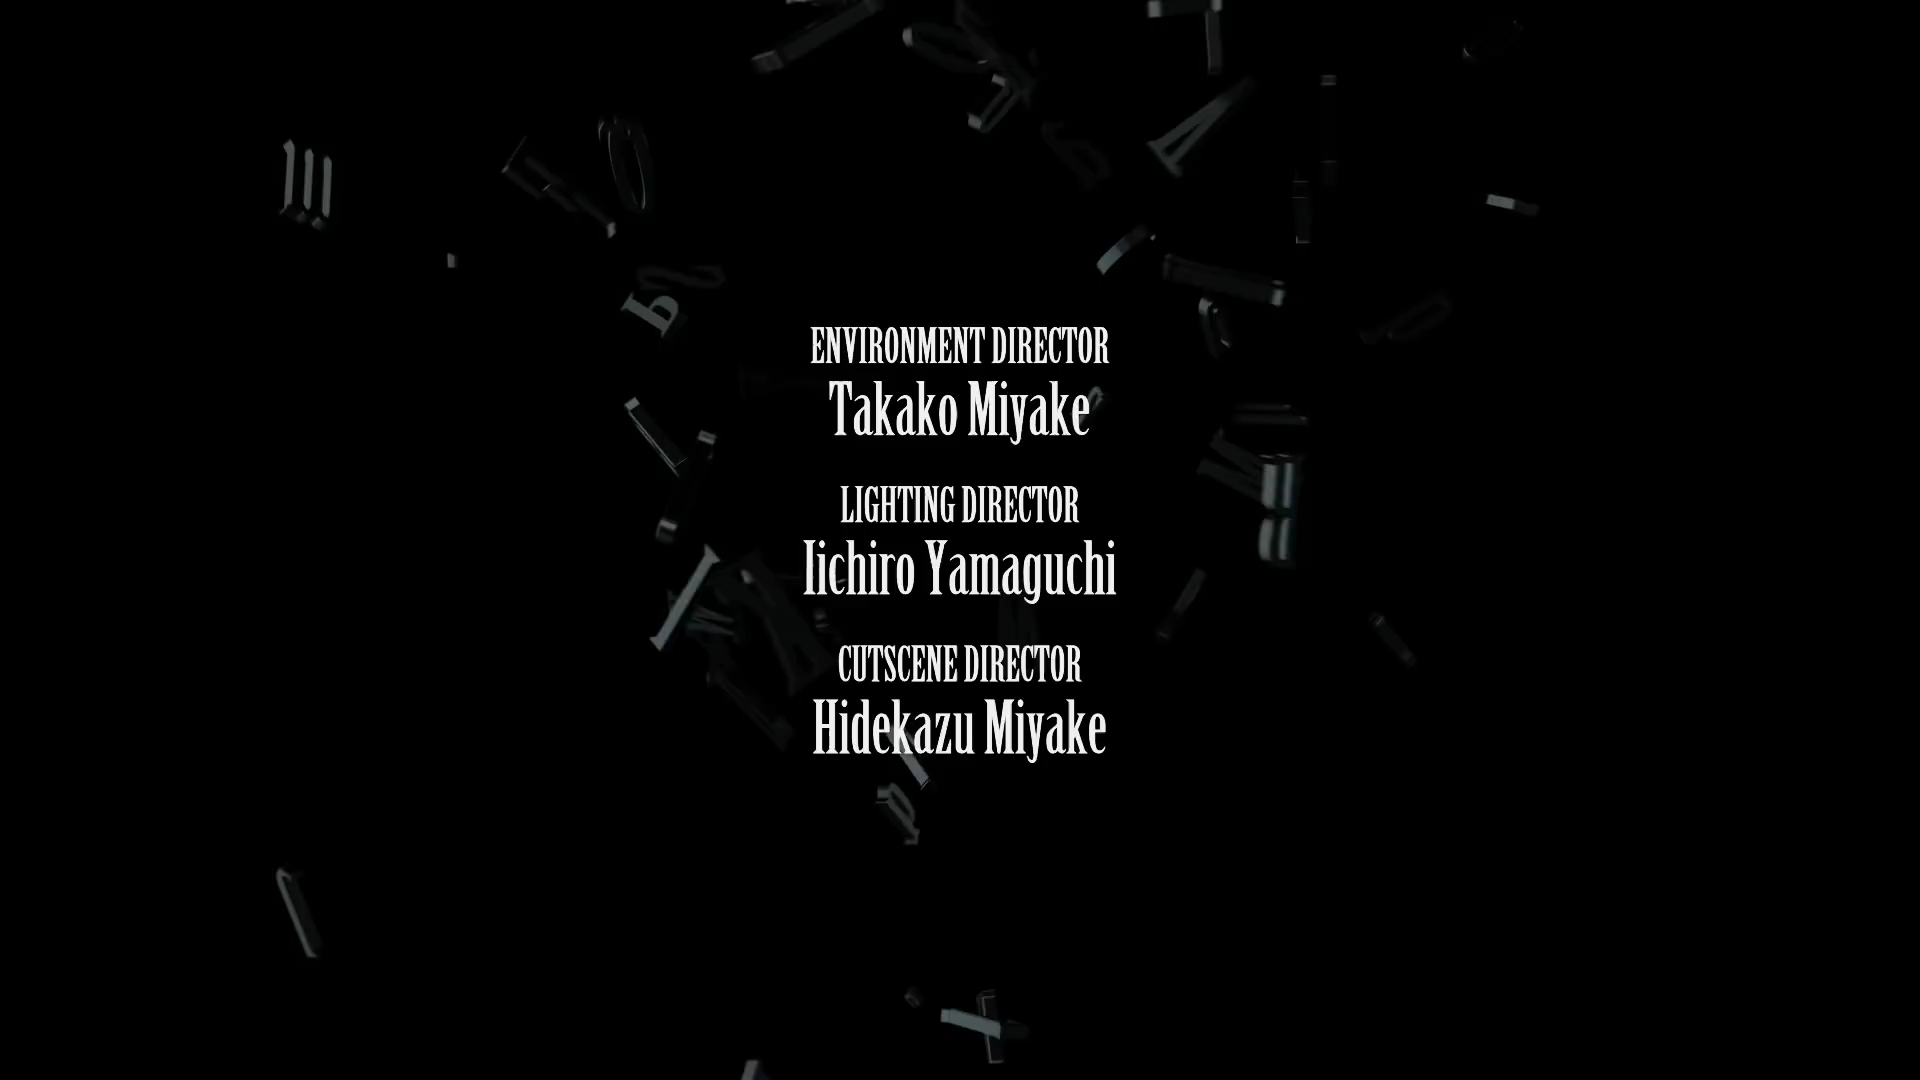 ENVIRONMENT DIRECTOR
Takako Miyake
LIGHTING DIRECTOR
Iichiro Yamaguchi
CUTSCENE DIRECTOR
Hidekazu Miyake